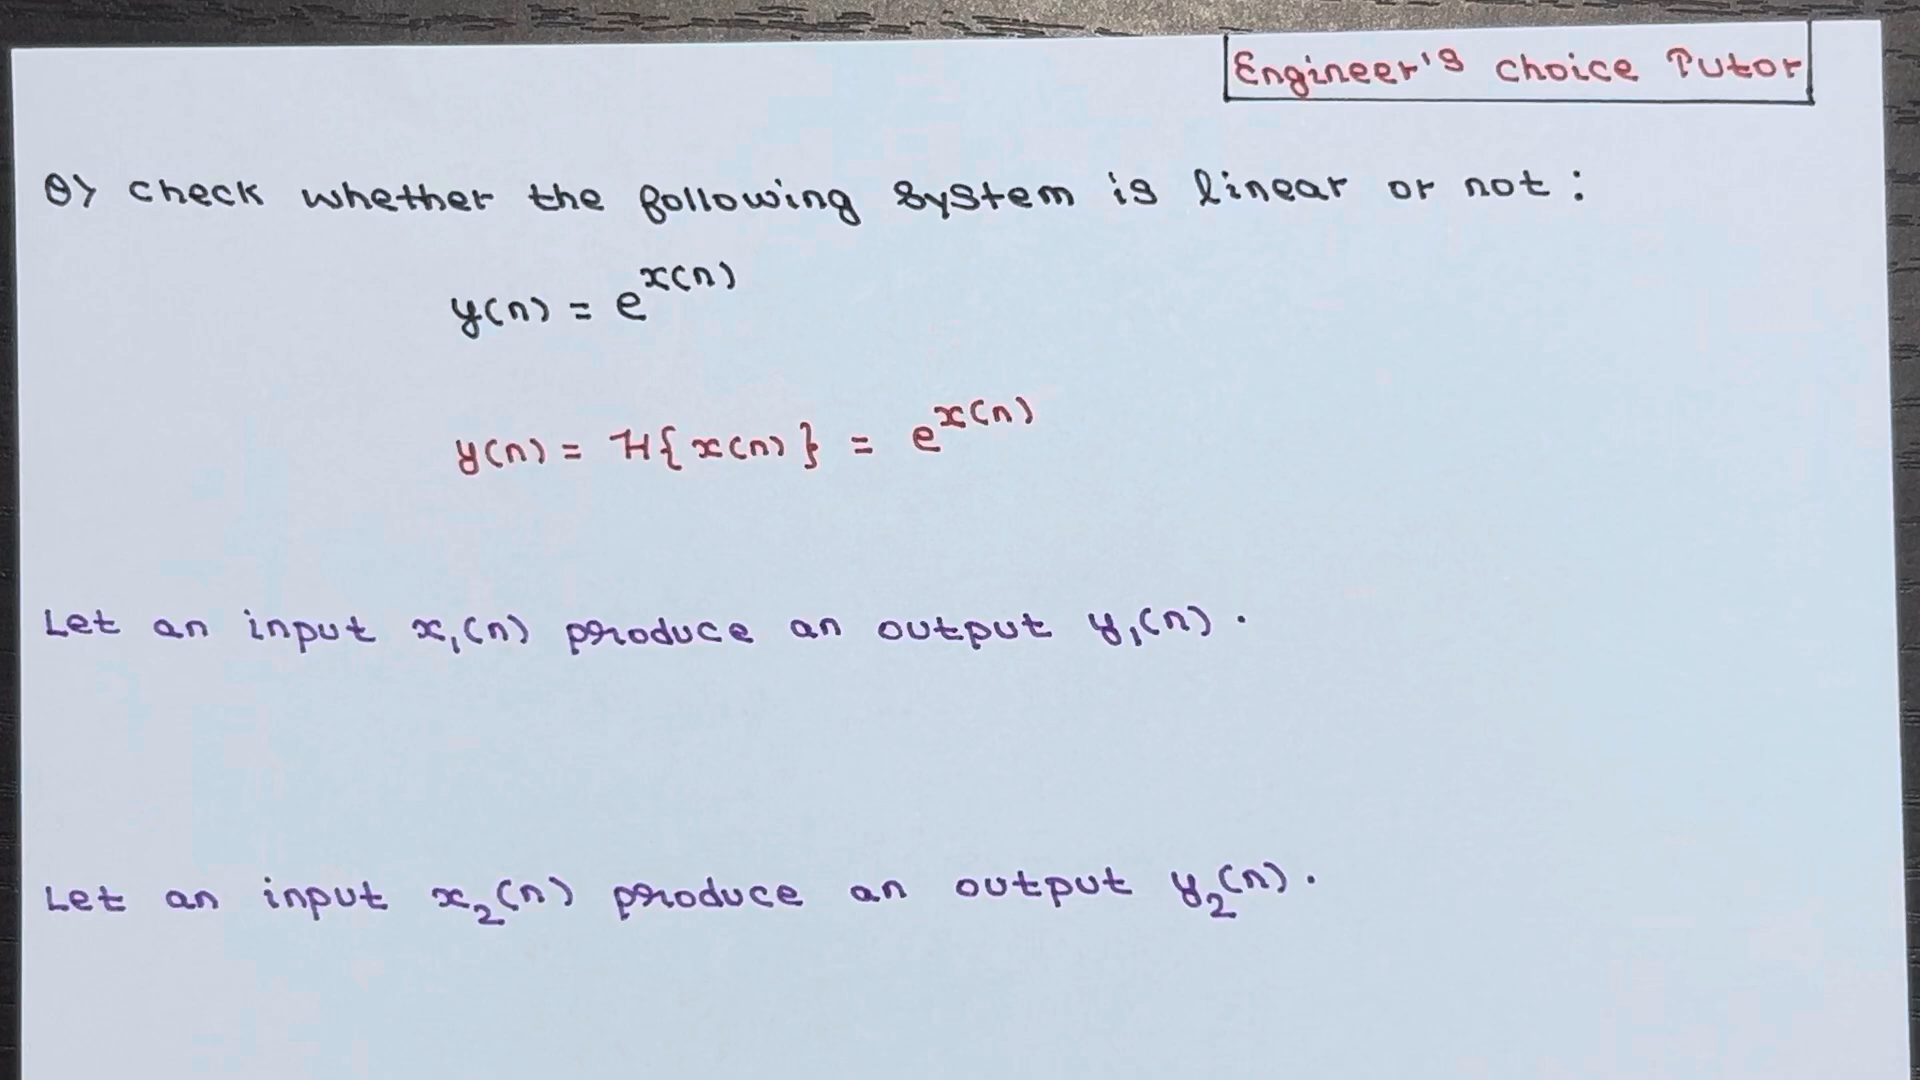 Engineer's choice Tutor
Q) check whether the following system is linear or not :
y(n) = e^x(n)
y(n) = H{x(n)} = e^x(n)
Let an input x₁(n) produce an output y₁(n).
Let an input x₂(n) produce an output y₂(n).